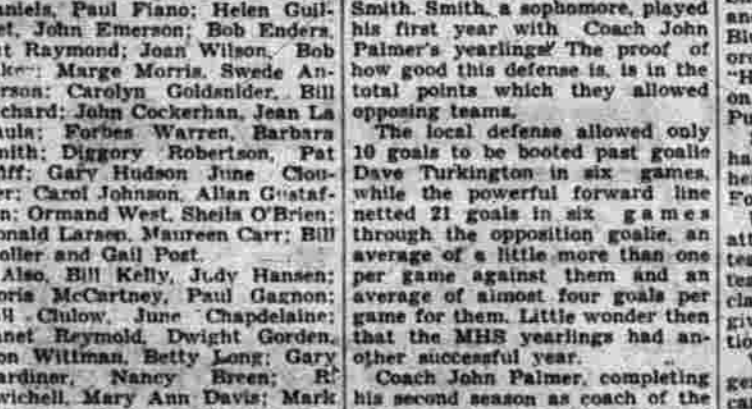 aniels, Paul Fiano; Helen Guil-
et, John Emerson; Bob Enders,
Raymond; Joan Wilson, Bob
Marge Morris, Swede An-
rson; Carolyn Goldsnider, Bill
chard; John Cockerhan, Jean La
aula; Forbes Warren, Barbara
mith; Diggory Robertson, Pat
iff; Gary Hudson June Clou-
er; Carol Johnson, Allan Gustaf-
n; Ormand West, Sheila O'Brien;
onald Larsen, Maureen Carr; Bill
oller and Gail Post.
Also, Bill Kelly, Judy Hansen;
oris McCartney, Paul Gagnon;
Clulow, June Chapdelaine;
net Reymold, Dwight Gorden,
on Wittman, Betty Long; Gary
ardiner, Nancy Breen; R.
wichell, Mary Ann Davis; Mark
Smith. Smith, a sophomore, played
his first year with Coach John
Palmer's yearlings. The proof of
how good this defense is, is in the
total points which they allowed
opposing teams.
The local defense allowed only
10 goals to be booted past goalie
Dave Turkington in six games,
while the powerful forward line
netted 21 goals in six games
through the opposition goalie, an
average of a little more than one
per game against them and an
average of almost four goals per
game for them. Little wonder then
that the MHS yearlings had an-
other successful year.
Coach John Palmer, completing
his second season as coach of the